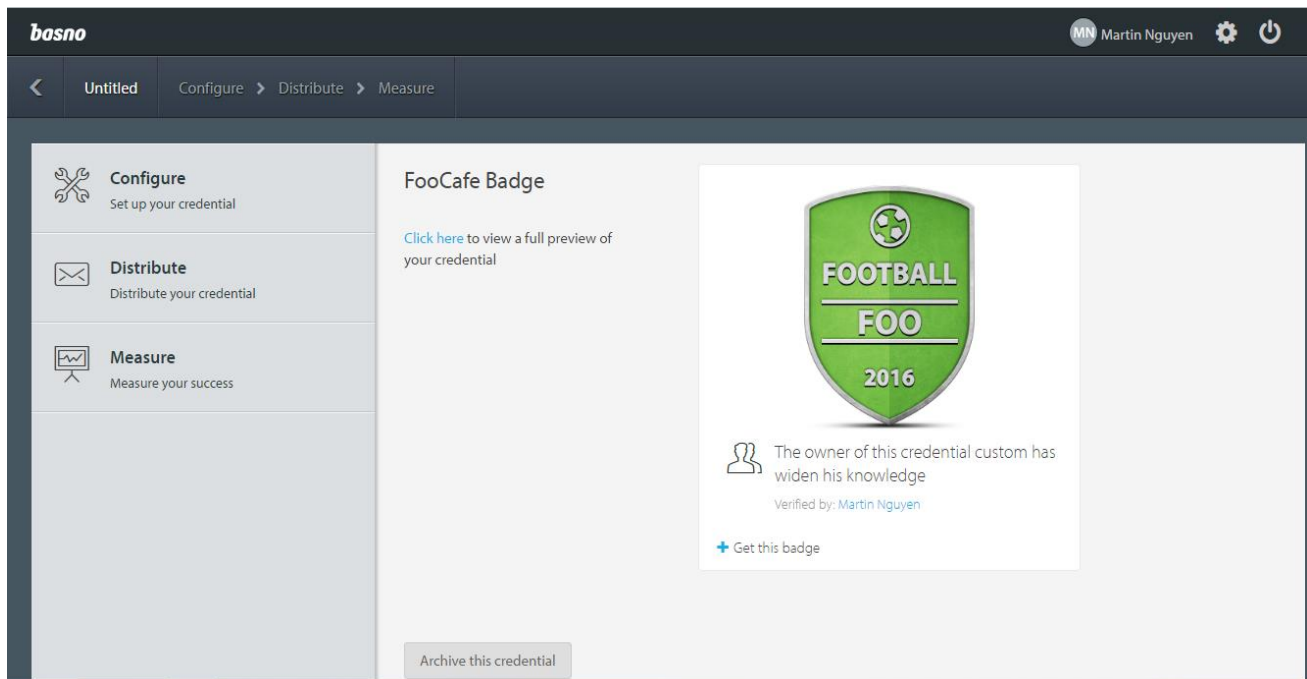 basno
MN Martin Nguyen
Untitled
Configure > Distribute > Measure
Configure
Set up your credential
Distribute
Distribute your credential
Measure
Measure your success
FooCafe Badge
Click here to view a full preview of
your credential
FOOTBALL
FOO
2016
The owner of this credential custom has
widen his knowledge
Verified by: Martin Nguyen
+ Get this badge
Archive this credential